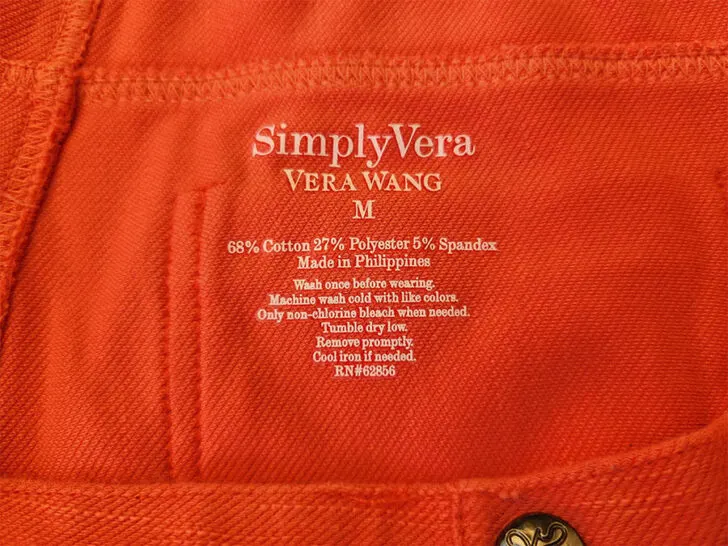 SimplyVera
VERA WANG
M
68% Cotton 27% Polyester 5% Spandex
Made in Philippines
Wash once before wearing.
Machine wash cold with like colors.
Only non-chlorine bleach when needed.
Tumble dry low.
Remove promptly.
Cool iron if needed.
RN#62856